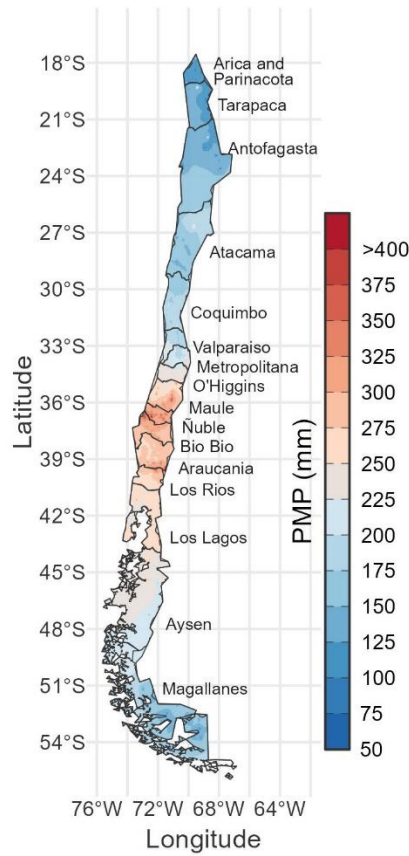 18°S
21°S
24°S
27°S
30°S
33°S
36°S
39°S
42°S
45°S
48°S
51°S
54°S
Latitude
Arica and
Parinacota
Tarapaca
Antofagasta
Atacama
Coquimbo
Valparaiso
Metropolitana
O'Higgins
Maule
Ñuble
Bio Bio
Araucania
Los Rios
Los Lagos
Aysen
Magallanes
76°W 72°W 68°W 64°W
Longitude
PMP (mm)
>400
375
350
325
300
275
250
225
200
175
150
125
100
75
50